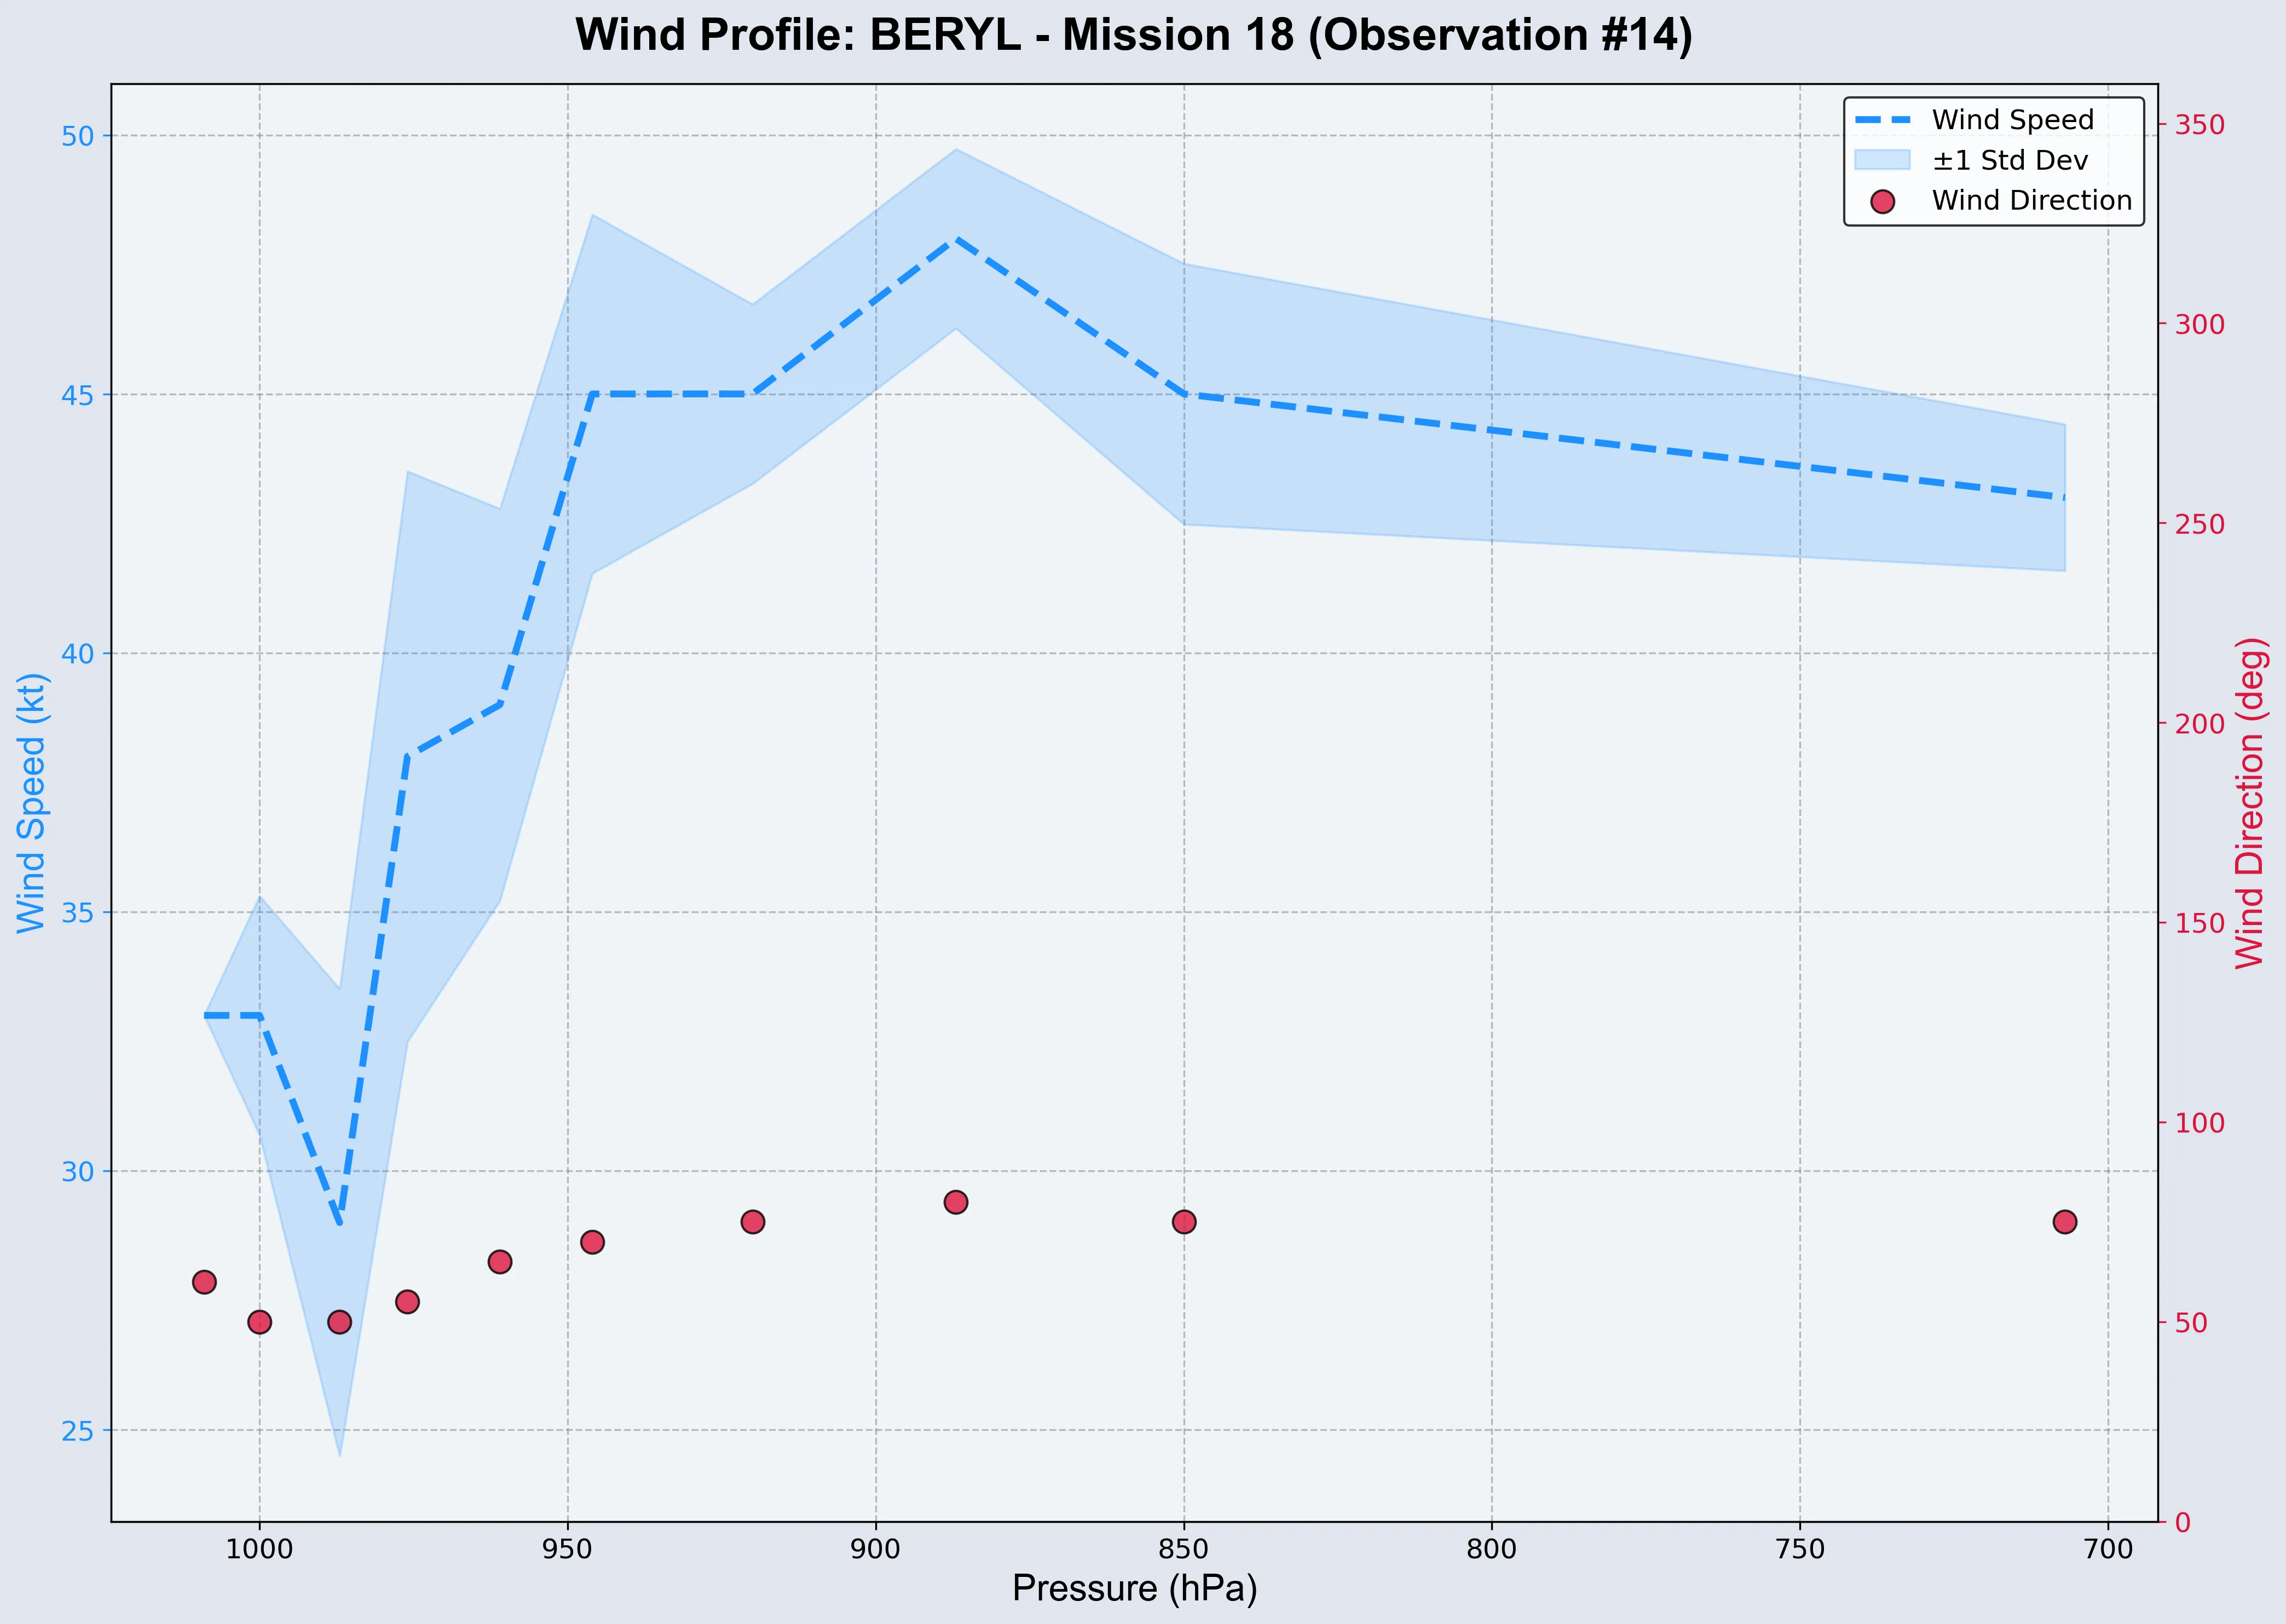 Wind Profile: BERYL - Mission 18 (Observation #14)
Wind Speed
±1 Std Dev
Wind Direction
50
45
40
35
30
25
Wind Speed (kt)
350
300
250
200
150
100
50
0
Wind Direction (deg)
1000 950 900 850 800 750 700
Pressure (hPa)